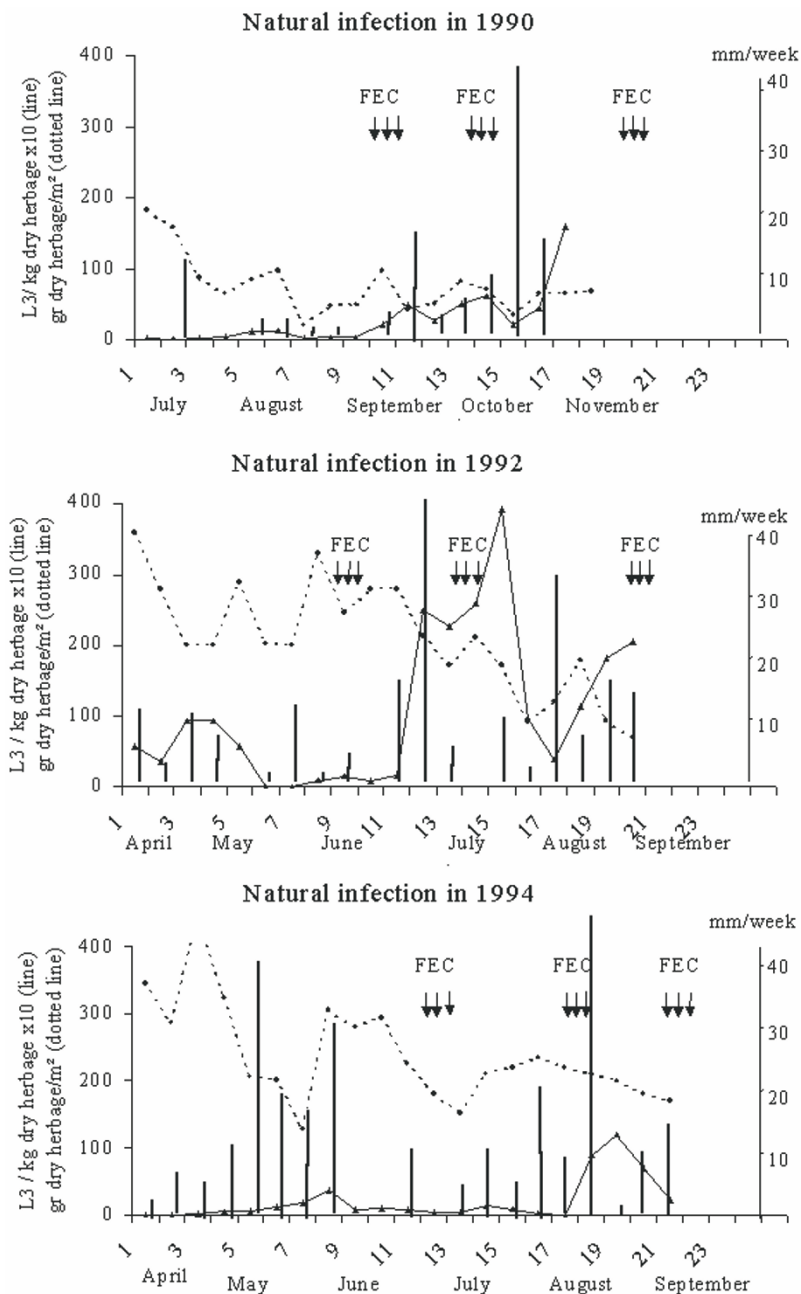 Natural infection in 1990
L3/ kg dry herbage x10 (line)
gr dry herbage/m² (dotted line)
mm/week
400
300
200
100
0
40
30
20
10
FEC
FEC
FEC
1 3 5 7 9 11 13 15 17 19 21 23
July August September October November
Natural infection in 1992
L3 / kg dry herbage x10 (line)
gr dry herbage/m² (dotted line)
mm/week
400
300
200
100
0
40
30
20
10
FEC
FEC
FEC
1 3 5 7 9 11 13 15 17 19 21 23
April May June July August September
Natural infection in 1994
L3/ kg dry herbage x10 (line)
gr dry herbage/m² (dotted line)
mm/week
400
300
200
100
0
40
30
20
10
FEC
FEC
FEC
1 3 5 7 9 11 13 15 17 19 21 23
April May June July August September